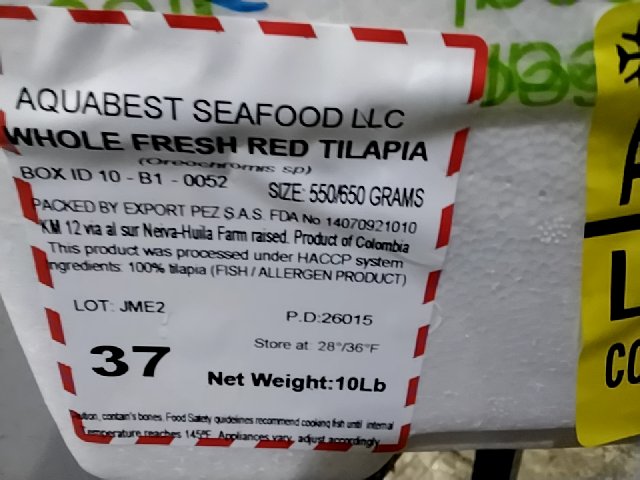 AQUABEST SEAFOOD LLC
WHOLE FRESH RED TILAPIA
(Oreochromis sp)
BOX ID 10 - B1 - 0052 SIZE: 550/650 GRAMS
PACKED BY EXPORT PEZ S.A.S. FDA No 14070921010
KM 12 via al sur Neiva-Huila Farm raised. Product of Colombia
This product was processed under HACCP system
Ingredients: 100% tilapia (FISH / ALLERGEN PRODUCT)
LOT: JME2 P.D:26015
37 Store at: 28°/36°F
Net Weight:10Lb
contain's bones. Food Safety guidelines recommend cooking fish until internal
Temperature reaches 145ºF. Appliances vary, adjust accordingly